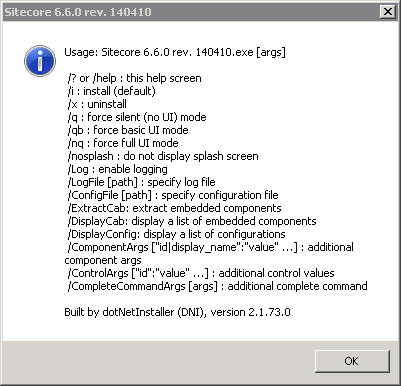 Sitecore 6.6.0 rev. 140410
Usage: Sitecore 6.6.0 rev. 140410.exe [args]
/? or /help : this help screen
/i : install (default)
/x : uninstall
/q : force silent (no UI) mode
/qb : force basic UI mode
/nq : force full UI mode
/nosplash : do not display splash screen
/Log : enable logging
/LogFile [path] : specify log file
/ConfigFile [path] : specify configuration file
/ExtractCab: extract embedded components
/DisplayCab: display a list of embedded components
/DisplayConfig: display a list of configurations
/ComponentArgs ["id|display_name":"value" ...] : additional
component args
/ControlArgs ["id":"value" ...] : additional control values
/CompleteCommandArgs [args] : additional complete command
Built by dotNetInstaller (DNI), version 2.1.73.0
OK